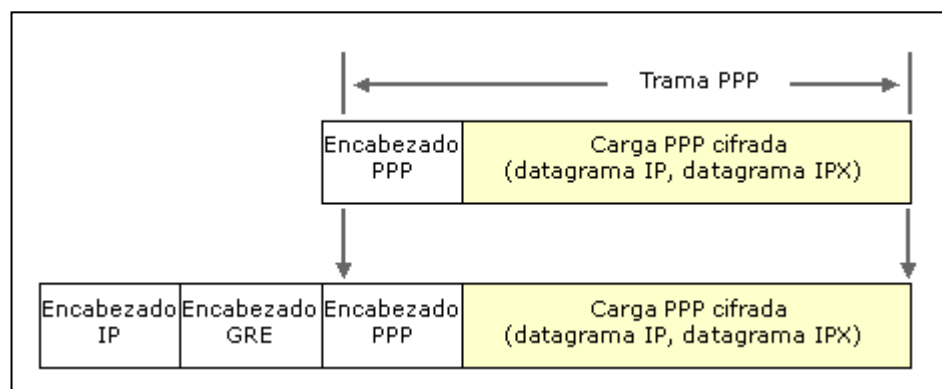 Trama PPP
Encabezado
PPP
Carga PPP cifrada
(datagrama IP, datagrama IPX)
Encabezado
IP
Encabezado
GRE
Encabezado
PPP
Carga PPP cifrada
(datagrama IP, datagrama IPX)